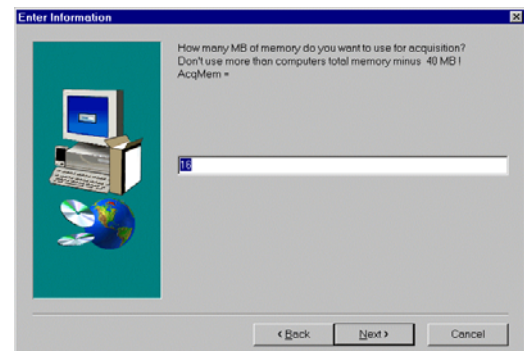 Enter Information
How many MB of memory do you want to use for acquisition?
Don't use more than computers total memory minus 40 MB !
AcqMem =
16
< Back
Next >
Cancel